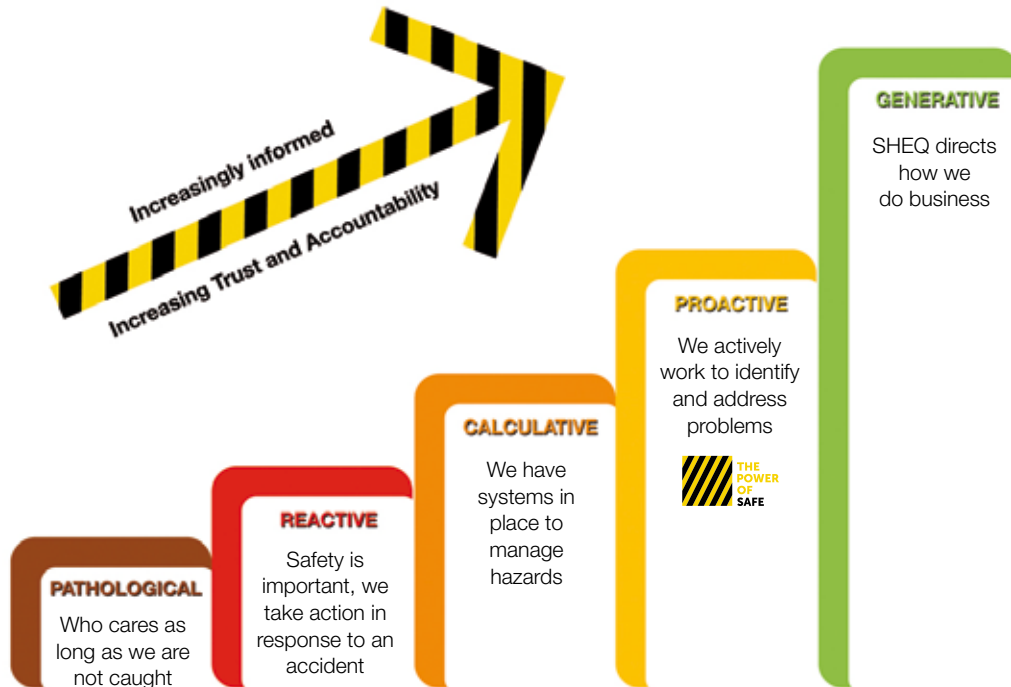 Increasingly informed
Increasing Trust and Accountability
PATHOLOGICAL
Who cares as
long as we are
not caught
REACTIVE
Safety is
important, we
take action in
response to an
accident
CALCULATIVE
We have
systems in
place to
manage
hazards
PROACTIVE
We actively
work to identify
and address
problems
THE
POWER
OF
SAFE
GENERATIVE
SHEQ directs
how we
do business